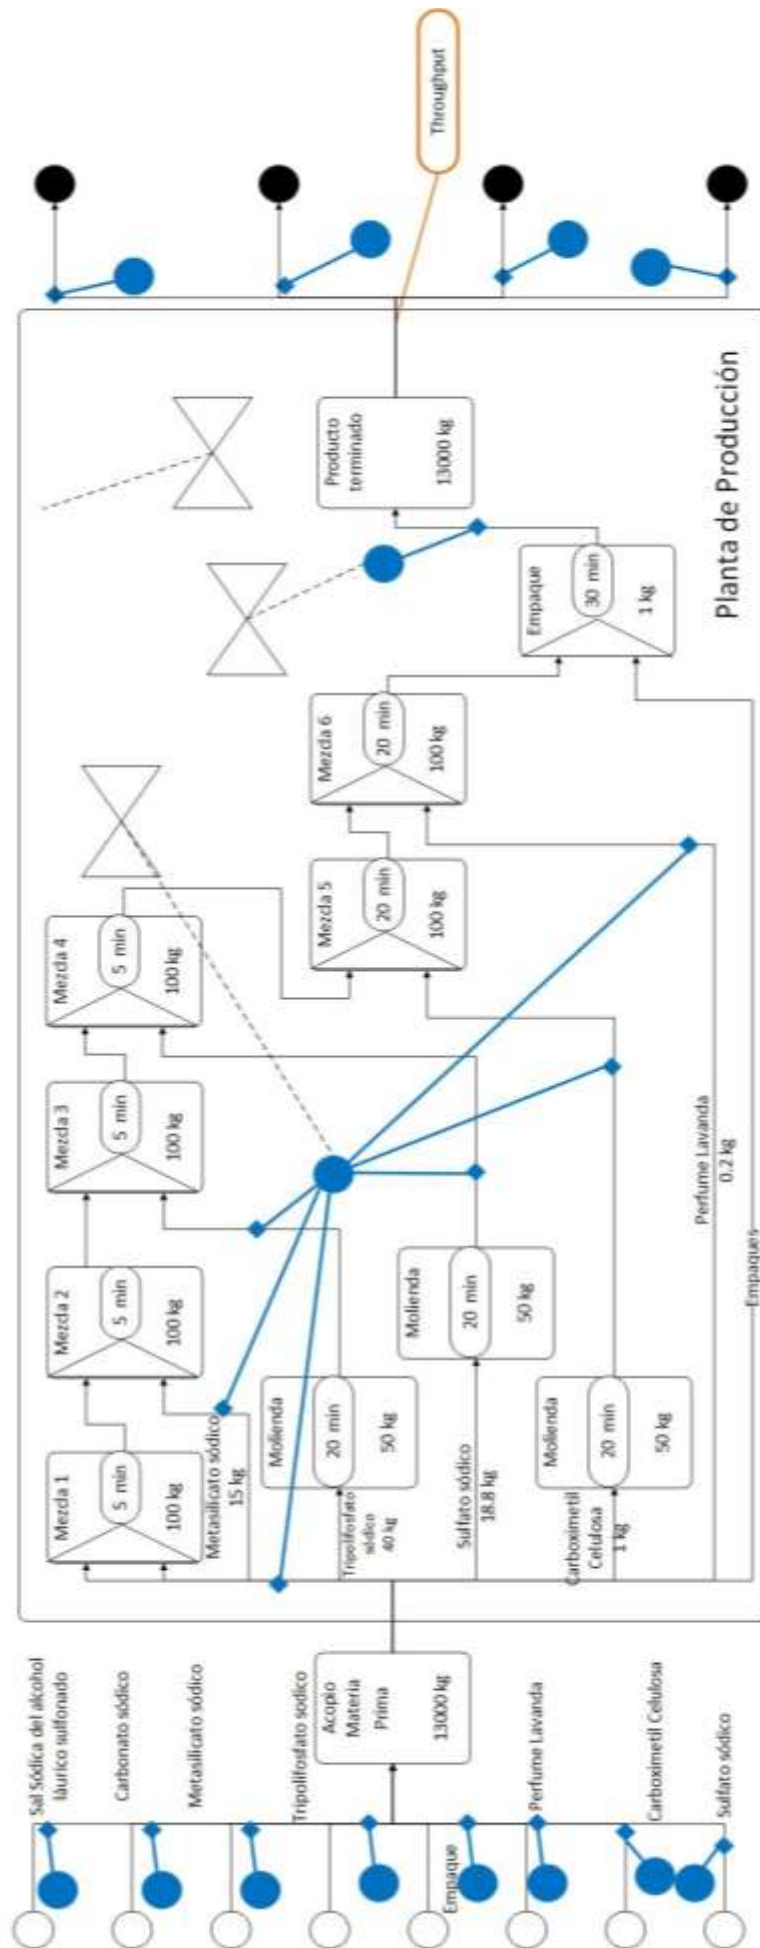 Sal Sódica del alcohol
láurico sulfonado
Carbonato sódico
Metasilicato sódico
Tripolifosfato sodico
Empaque
Perfume Lavanda
Carboximetil Celulosa
Sulfato sódico
Acopio
Materia
Prima
13000 kg
Mezcla 1
5 min
100 kg
Metasilicato sódico
15 kg
Tripolifosfato
sódico
40 kg
Sulfato sódico
18.8 kg
Carboximetil
Celulosa
1 kg
Mezcla 2
5 min
100 kg
Molienda
20 min
50 kg
Molienda
20 min
50 kg
Molienda
20 min
50 kg
Mezcla 3
5 min
100 kg
Mezcla 4
5 min
100 kg
Perfume Lavanda
0.2 kg
Empaques
Mezcla 5
20 min
100 kg
Mezcla 6
20 min
100 kg
Empaque
30 min
1 kg
Producto
terminado
13000 kg
Planta de Producción
Throughput